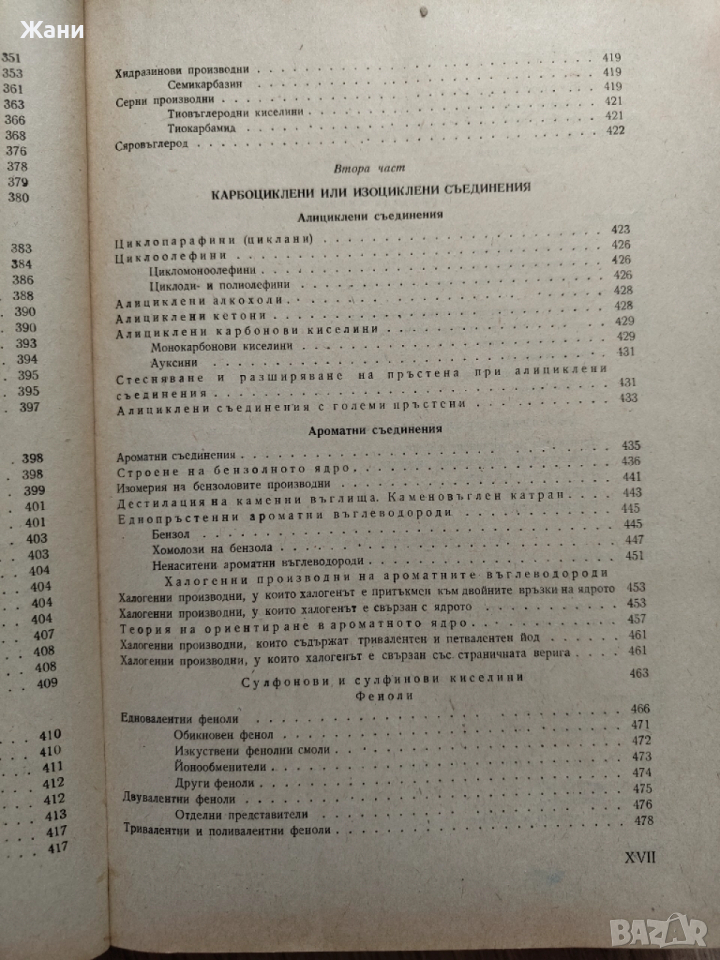 Жани
351
353
361
363
366
368
376
378
379
380
383
384
386
388
390
390
393
394
395
395
397
398
398
399
401
401
403
403
404
404
404
404
407
408
408
409
410
410
411
412
412
413
417
417
419
Хидразинови производни 419
Семикарбазия 419
Серни производни 421
Тиовъглеродни киселини 421
Тиокарбамид 422
Сяровъглерод
Втора част
КАРБОЦИКЛЕНИ ИЛИ ИЗОЦИКЛЕНИ СЪЕДИНЕНИЯ
Алициклени съединения
Циклопарафини (циклани) 423
Циклоолефини 426
Цикломоноолефини 426
Циклоди- и полиолефини 426
Алициклени алкохоли 428
Алициклени кетони 428
Алициклени карбонови киселини 429
Монокарбонови киселини 429
Ауксини 431
Стесняване и разширяване на пръстена при алициклени
съединения 431
Алициклени съединения с големи пръстени 433
Ароматни съединения
Ароматни съединения 435
Строене на бензолното ядро 436
Изомерия на бензоловите производни 441
Дестилация на каменни въглища. Каменовъглен катран 443
Еднопръстенни ароматни въглеводороди 445
Бензол 445
Хомолози на бензола 447
Ненаситени ароматни въглеводороди 451
Халогенни производни на ароматните въглеводороди
Халогенни производни, у които халогенът е притъкмен към двойните връзки на ядрото 453
Халогенни производни, у които халогенът е свързан с ядрото 453
Теория на ориентиране в ароматното ядро 457
Халогенни производни, които съдържат тривалентен и петвалентен йод 461
Халогенни производни, у които халогенът е свързан със страничната верига 461
Сулфонови и сулфинови киселини 463
Феноли
Едновалентни феноли 466
Обикновен фенол 471
Изкуствени фенолни смоли 472
Йонообменители 473
Други феноли 474
Двувалентни феноли 475
Отделни представители 476
Тривалентни и поливалентни феноли 478
XVII
BAZAR